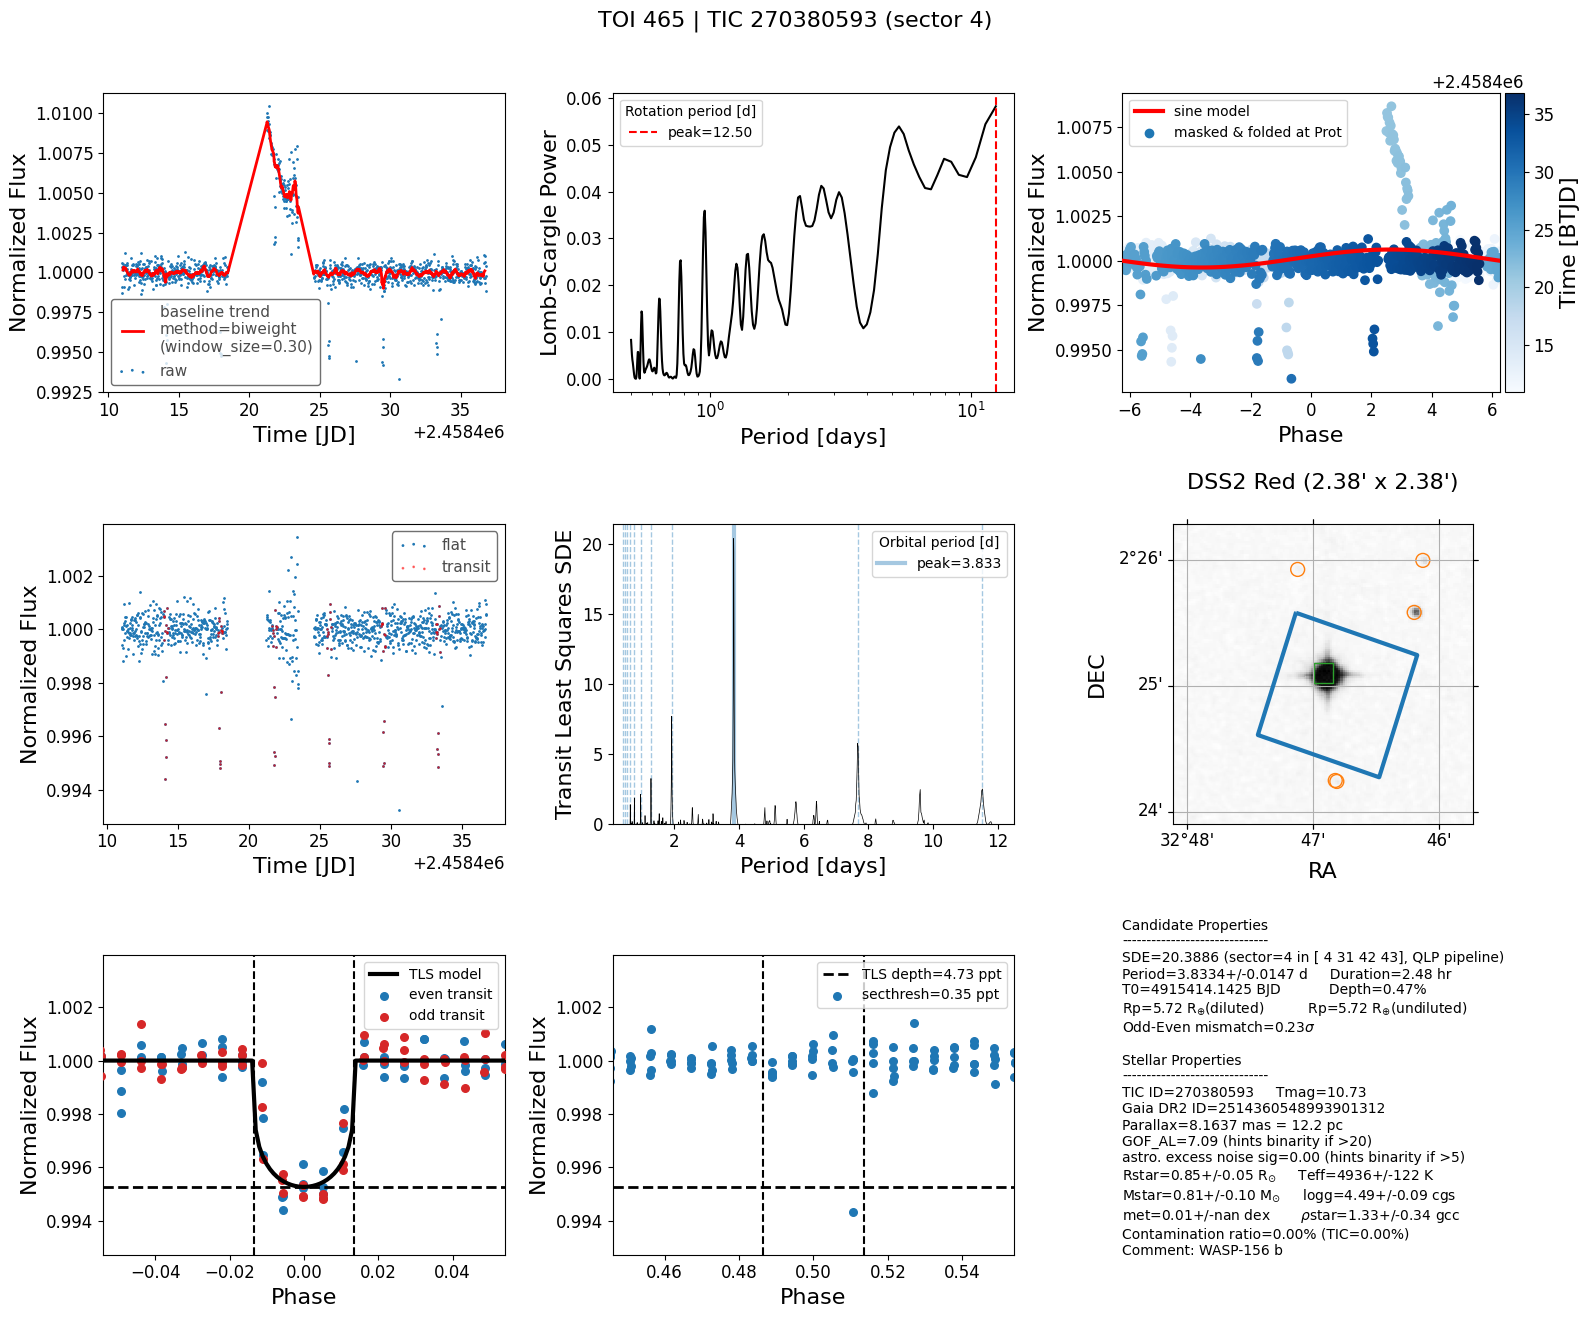 TOI 465 | TIC 270380593 (sector 4)
Normalized Flux
1.0100
1.0075
1.0050
1.0025
1.0000
0.9975
0.9950
0.9925
baseline trend
method=biweight
(window_size=0.30)
raw
10 15 20 25 30 35
Time [JD]
+2.4584e6
Lomb-Scargle Power
0.06
0.05
0.04
0.03
0.02
0.01
0.00
Rotation period [d]
peak=12.50
10^0 10^1
Period [days]
Normalized Flux
1.0075
1.0050
1.0025
1.0000
0.9975
0.9950
sine model
masked & folded at Prot
−6 −4 −2 0 2 4 6
Phase
+2.4584e6
35
30
25
20
15
Time [BTJD]
Normalized Flux
1.002
1.000
0.998
0.996
0.994
flat
transit
10 15 20 25 30 35
Time [JD]
+2.4584e6
Transit Least Squares SDE
20
15
10
5
0
Orbital period [d]
peak=3.833
2 4 6 8 10 12
Period [days]
DSS2 Red (2.38' x 2.38')
DEC
2°26'
25'
24'
32°48' 47' 46'
RA
Normalized Flux
1.002
1.000
0.998
0.996
0.994
TLS model
even transit
odd transit
−0.04 −0.02 0.00 0.02 0.04
Phase
Normalized Flux
1.002
1.000
0.998
0.996
0.994
TLS depth=4.73 ppt
secthresh=0.35 ppt
0.46 0.48 0.50 0.52 0.54
Phase
Candidate Properties
------------------------------
SDE=20.3886 (sector=4 in [ 4 31 42 43], QLP pipeline)
Period=3.8334+/-0.0147 d Duration=2.48 hr
T0=4915414.1425 BJD Depth=0.47%
Rp=5.72 R⊕(diluted) Rp=5.72 R⊕(undiluted)
Odd-Even mismatch=0.23σ
Stellar Properties
------------------------------
TIC ID=270380593 Tmag=10.73
Gaia DR2 ID=2514360548993901312
Parallax=8.1637 mas = 12.2 pc
GOF_AL=7.09 (hints binarity if >20)
astro. excess noise sig=0.00 (hints binarity if >5)
Rstar=0.85+/-0.05 R⊙ Teff=4936+/-122 K
Mstar=0.81+/-0.10 M⊙ logg=4.49+/-0.09 cgs
met=0.01+/-nan dex ρstar=1.33+/-0.34 gcc
Contamination ratio=0.00% (TIC=0.00%)
Comment: WASP-156 b